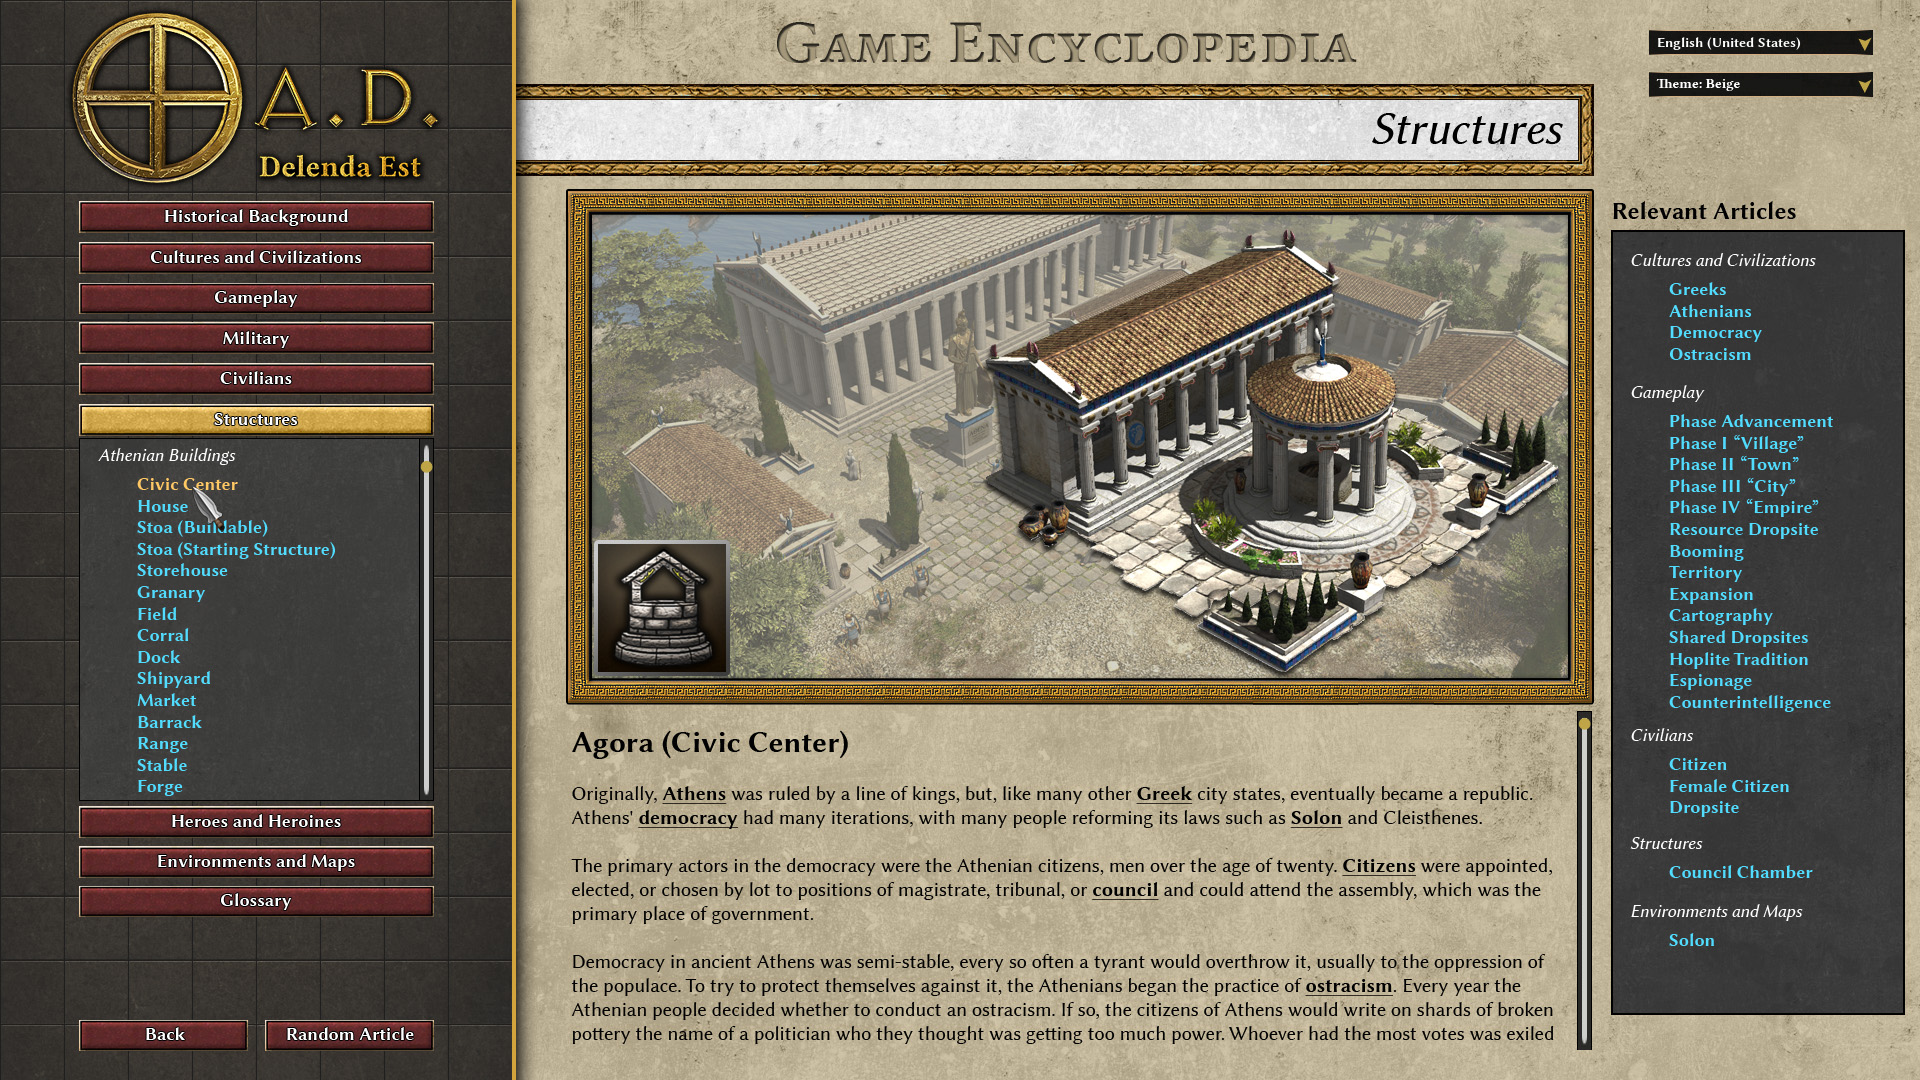 A.D.
Delenda Est
Historical Background
Cultures and Civilizations
Gameplay
Military
Civilians
Structures
Athenian Buildings
Civic Center
House
Stoa (Buildable)
Stoa (Starting Structure)
Storehouse
Granary
Field
Corral
Dock
Shipyard
Market
Barrack
Range
Stable
Forge
Heroes and Heroines
Environments and Maps
Glossary
Back
Random Article
Game Encyclopedia
Structures
Agora (Civic Center)
Originally, Athens was ruled by a line of kings, but, like many other Greek city states, eventually became a republic.
Athens' democracy had many iterations, with many people reforming its laws such as Solon and Cleisthenes.
The primary actors in the democracy were the Athenian citizens, men over the age of twenty. Citizens were appointed,
elected, or chosen by lot to positions of magistrate, tribunal, or council and could attend the assembly, which was the
primary place of government.
Democracy in ancient Athens was semi-stable, every so often a tyrant would overthrow it, usually to the oppression of
the populace. To try to protect themselves against it, the Athenians began the practice of ostracism. Every year the
Athenian people decided whether to conduct an ostracism. If so, the citizens of Athens would write on shards of broken
pottery the name of a politician who they thought was getting too much power. Whoever had the most votes was exiled
English (United States)
Theme: Beige
Relevant Articles
Cultures and Civilizations
Greeks
Athenians
Democracy
Ostracism
Gameplay
Phase Advancement
Phase I “Village”
Phase II “Town”
Phase III “City”
Phase IV “Empire”
Resource Dropsite
Booming
Territory
Expansion
Cartography
Shared Dropsites
Hoplite Tradition
Espionage
Counterintelligence
Civilians
Citizen
Female Citizen
Dropsite
Structures
Council Chamber
Environments and Maps
Solon